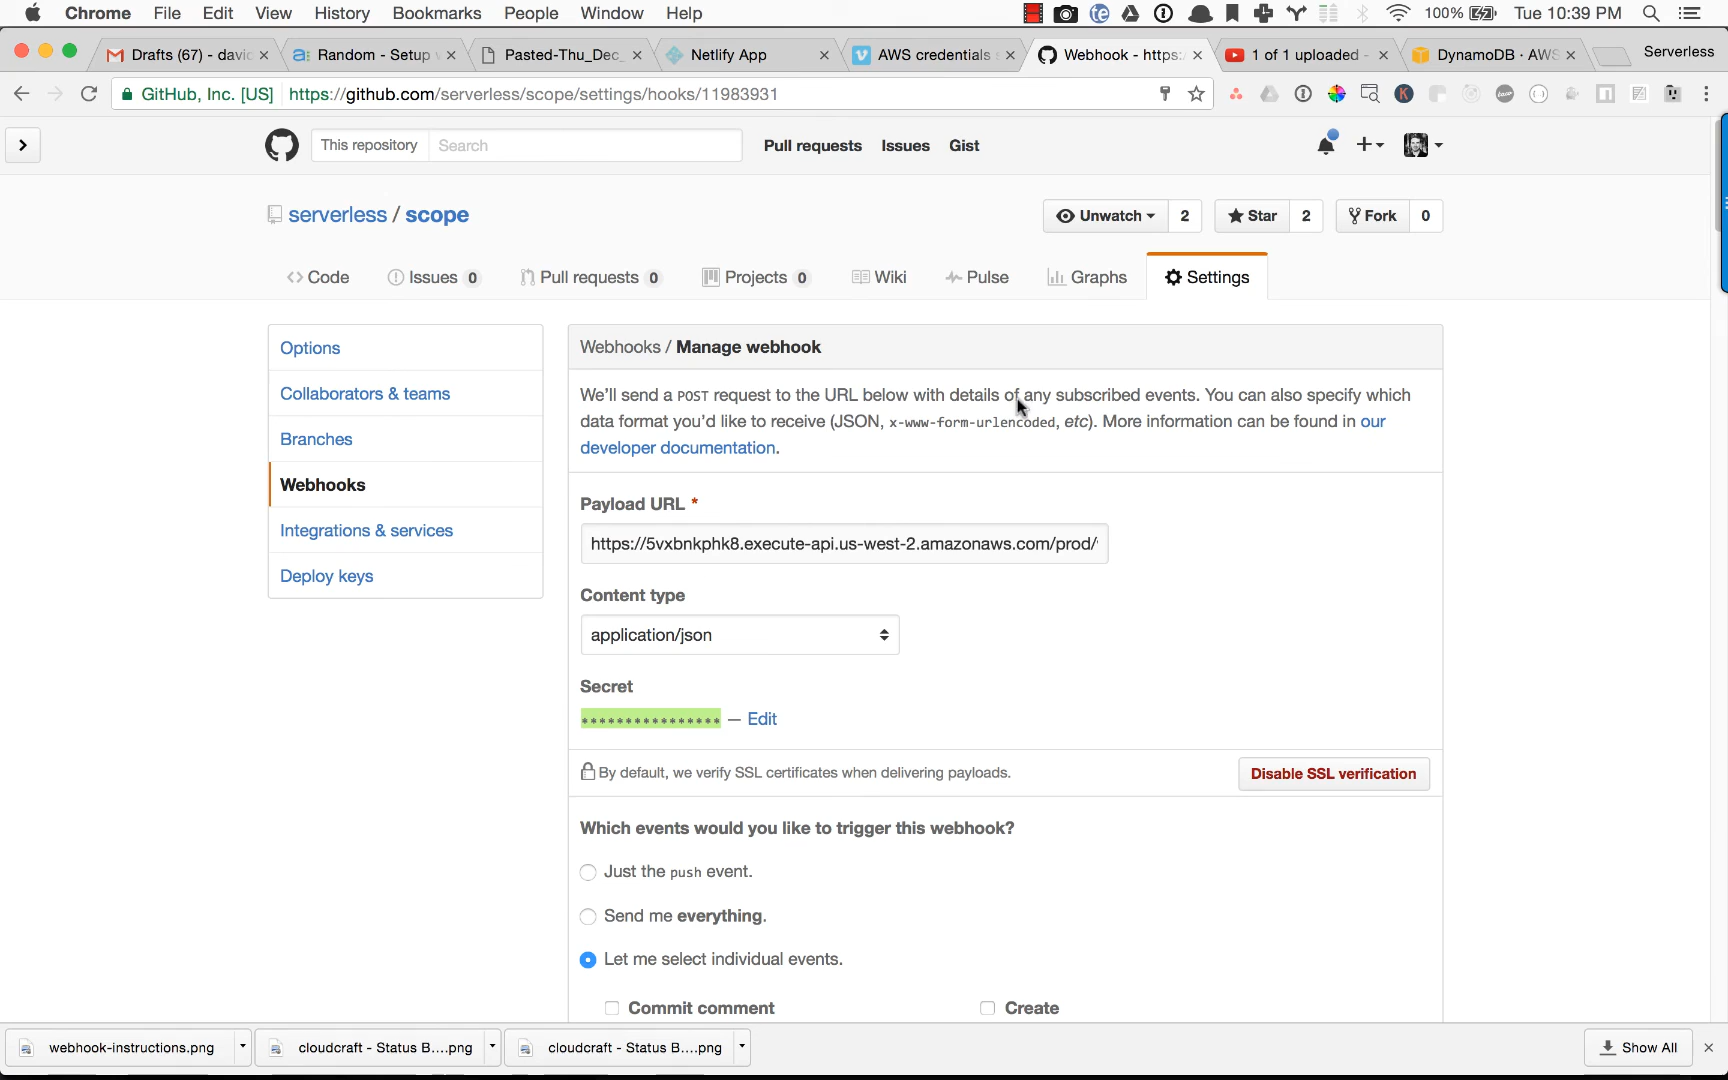 Chrome File Edit View History Bookmarks People Window Help 100% Tue 10:39 PM
Drafts (67) - davic Random - Setup Pasted-Thu_Dec_ Netlify App AWS credentials Webhook - https: 1 of 1 uploaded - DynamoDB · AWS Serverless
GitHub, Inc. [US] https://github.com/serverless/scope/settings/hooks/11983931
This repository Search Pull requests Issues Gist
serverless / scope Unwatch 2 Star 2 Fork 0
Code Issues 0 Pull requests 0 Projects 0 Wiki Pulse Graphs Settings
Options
Collaborators & teams
Branches
Webhooks
Integrations & services
Deploy keys
Webhooks / Manage webhook
We'll send a POST request to the URL below with details of any subscribed events. You can also specify which
data format you'd like to receive (JSON, x-www-form-urlencoded, etc). More information can be found in our
developer documentation.
Payload URL *
https://5vxbnkphk8.execute-api.us-west-2.amazonaws.com/prod/
Content type
application/json
Secret
**************** — Edit
By default, we verify SSL certificates when delivering payloads. Disable SSL verification
Which events would you like to trigger this webhook?
Just the push event.
Send me everything.
Let me select individual events.
Commit comment Create
webhook-instructions.png cloudcraft - Status B....png cloudcraft - Status B....png Show All